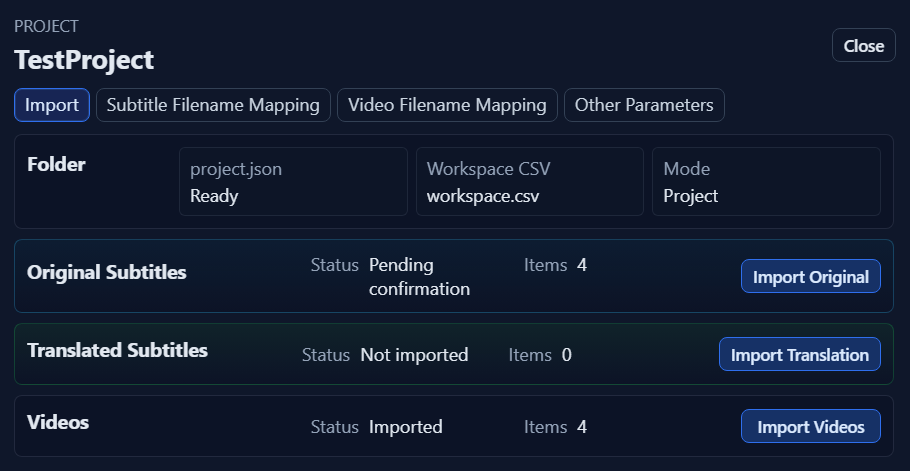 PROJECT
TestProject
Close
Import
Subtitle Filename Mapping
Video Filename Mapping
Other Parameters
Folder
project.json
Ready
Workspace CSV
workspace.csv
Mode
Project
Original Subtitles
Status Pending
confirmation
Items 4
Import Original
Translated Subtitles
Status Not imported
Items 0
Import Translation
Videos
Status Imported
Items 4
Import Videos